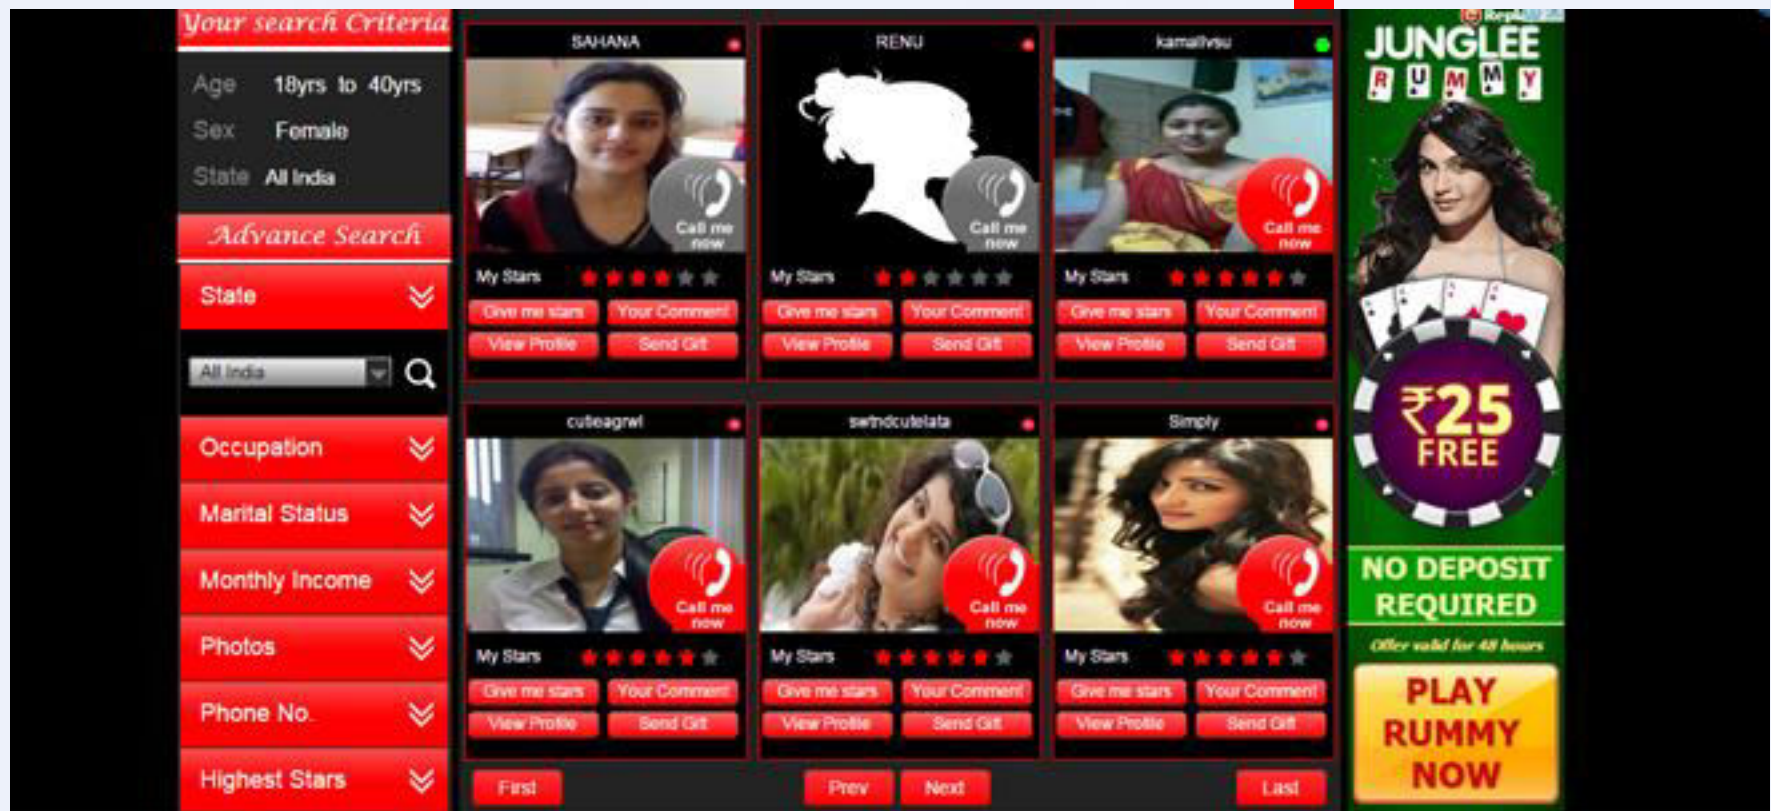 Your search Criteria
Age 18yrs to 40yrs
Sex Female
State All India
Advance Search
State
All India
Occupation
Marital Status
Monthly Income
Photos
Phone No.
Highest Stars
SAHANA
Call me
now
My Stars
Give me stars Your Comment
View Profile Send Gift
RENU
Call me
now
My Stars
Give me stars Your Comment
View Profile Send Gift
kamallvsu
Call me
now
My Stars
Give me stars Your Comment
View Profile Send Gift
cutieagrwl
Call me
now
My Stars
Give me stars Your Comment
View Profile Send Gift
swtndcutelata
Call me
now
My Stars
Give me stars Your Comment
View Profile Send Gift
Simply
Call me
now
My Stars
Give me stars Your Comment
View Profile Send Gift
First Prev Next Last
JUNGLEE
RUMMY
₹25
FREE
NO DEPOSIT
REQUIRED
Offer valid for 48 hours
PLAY
RUMMY
NOW